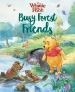 Winnie the Pooh
Busy Forest
Friends